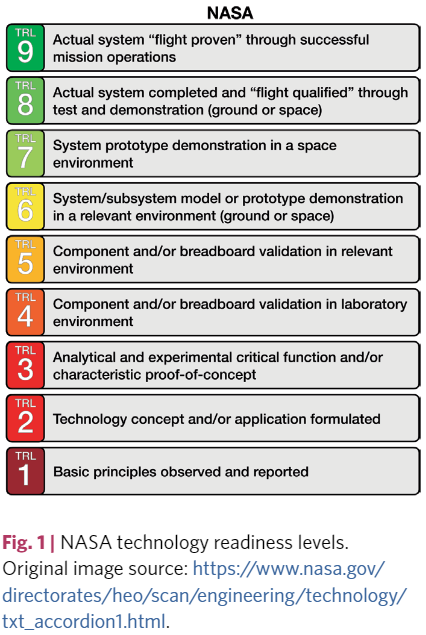 NASA
TRL
9
Actual system “flight proven” through successful
mission operations
TRL
8
Actual system completed and “flight qualified” through
test and demonstration (ground or space)
TRL
7
System prototype demonstration in a space
environment
TRL
6
System/subsystem model or prototype demonstration
in a relevant environment (ground or space)
TRL
5
Component and/or breadboard validation in relevant
environment
TRL
4
Component and/or breadboard validation in laboratory
environment
TRL
3
Analytical and experimental critical function and/or
characteristic proof-of-concept
TRL
2
Technology concept and/or application formulated
TRL
1
Basic principles observed and reported
Fig. 1 | NASA technology readiness levels.
Original image source: https://www.nasa.gov/
directorates/heo/scan/engineering/technology/
txt_accordion1.html.